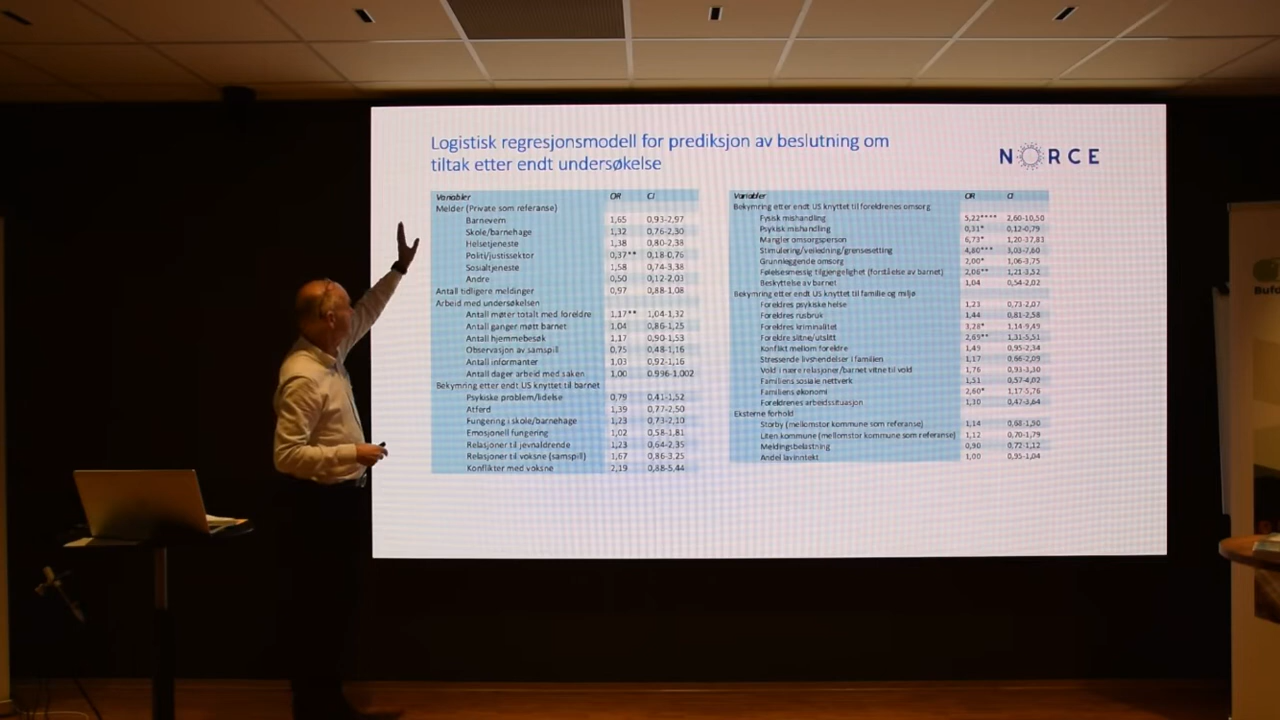 Logistisk regresjonsmodell for prediksjon av beslutning om
tiltak etter endt undersøkelse
NORCE
Variabler OR CI
Melder (Private som referanse)
Barnevern 1,65 0,93-2,97
Skole/barnehage 1,32 0,76-2,30
Helsetjeneste 1,38 0,80-2,38
Politi/justissektor 0,37** 0,18-0,76
Sosialtjeneste 1,58 0,74-3,38
Andre 0,50 0,12-2,03
Antall tidligere meldinger 0,97 0,88-1,08
Arbeid med undersøkelsen
Antall møter totalt med foreldre 1,17** 1,04-1,32
Antall ganger møtt barnet 1,04 0,86-1,25
Antall hjemmebesøk 1,17 0,90-1,53
Observasjon av samspill 0,75 0,48-1,16
Antall informanter 1,03 0,92-1,16
Antall dager arbeid med saken 1,00 0,996-1,002
Bekymring etter endt US knyttet til barnet
Psykiske problem/lidelse 0,79 0,41-1,52
Atferd 1,39 0,77-2,50
Fungering i skole/barnehage 1,23 0,73-2,10
Emosjonell fungering 1,02 0,58-1,81
Relasjoner til jevnaldrende 1,23 0,64-2,35
Relasjoner til voksne (samspill) 1,67 0,86-3,25
Konflikter med voksne 2,19 0,88-5,44
Variabler OR CI
Bekymring etter endt US knyttet til foreldrenes omsorg
Fysisk mishandling 5,22**** 2,60-10,50
Psykisk mishandling 0,31* 0,12-0,79
Mangler omsorgsperson 6,73* 1,20-37,83
Stimulering/veiledning/grensesetting 4,80*** 3,03-7,60
Grunnleggende omsorg 2,00* 1,06-3,75
Følelsesmessig tilgjengelighet (forståelse av barnet) 2,06** 1,21-3,52
Beskyttelse av barnet 1,04 0,54-2,02
Bekymring etter endt US knyttet til familie og miljø
Foreldres psykiske helse 1,23 0,73-2,07
Foreldres rusbruk 1,44 0,81-2,58
Foreldres kriminalitet 3,28* 1,14-9,49
Foreldre slitne/utslitt 2,69** 1,31-5,51
Konflikt mellom foreldre 1,49 0,95-2,34
Stressende livshendelser i familien 1,17 0,66-2,09
Vold i nære relasjoner/barnet vitne til vold 1,76 0,93-3,30
Familiens sosiale nettverk 1,51 0,57-4,02
Familiens økonomi 2,60* 1,17-5,76
Foreldrenes arbeidssituasjon 1,30 0,47-3,64
Eksterne forhold
Storby (mellomstor kommune som referanse) 1,14 0,68-1,90
Liten kommune (mellomstor kommune som referanse) 1,12 0,70-1,79
Meldingsbelastning 0,90 0,72-1,12
Andel lavinntekt 1,00 0,95-1,04